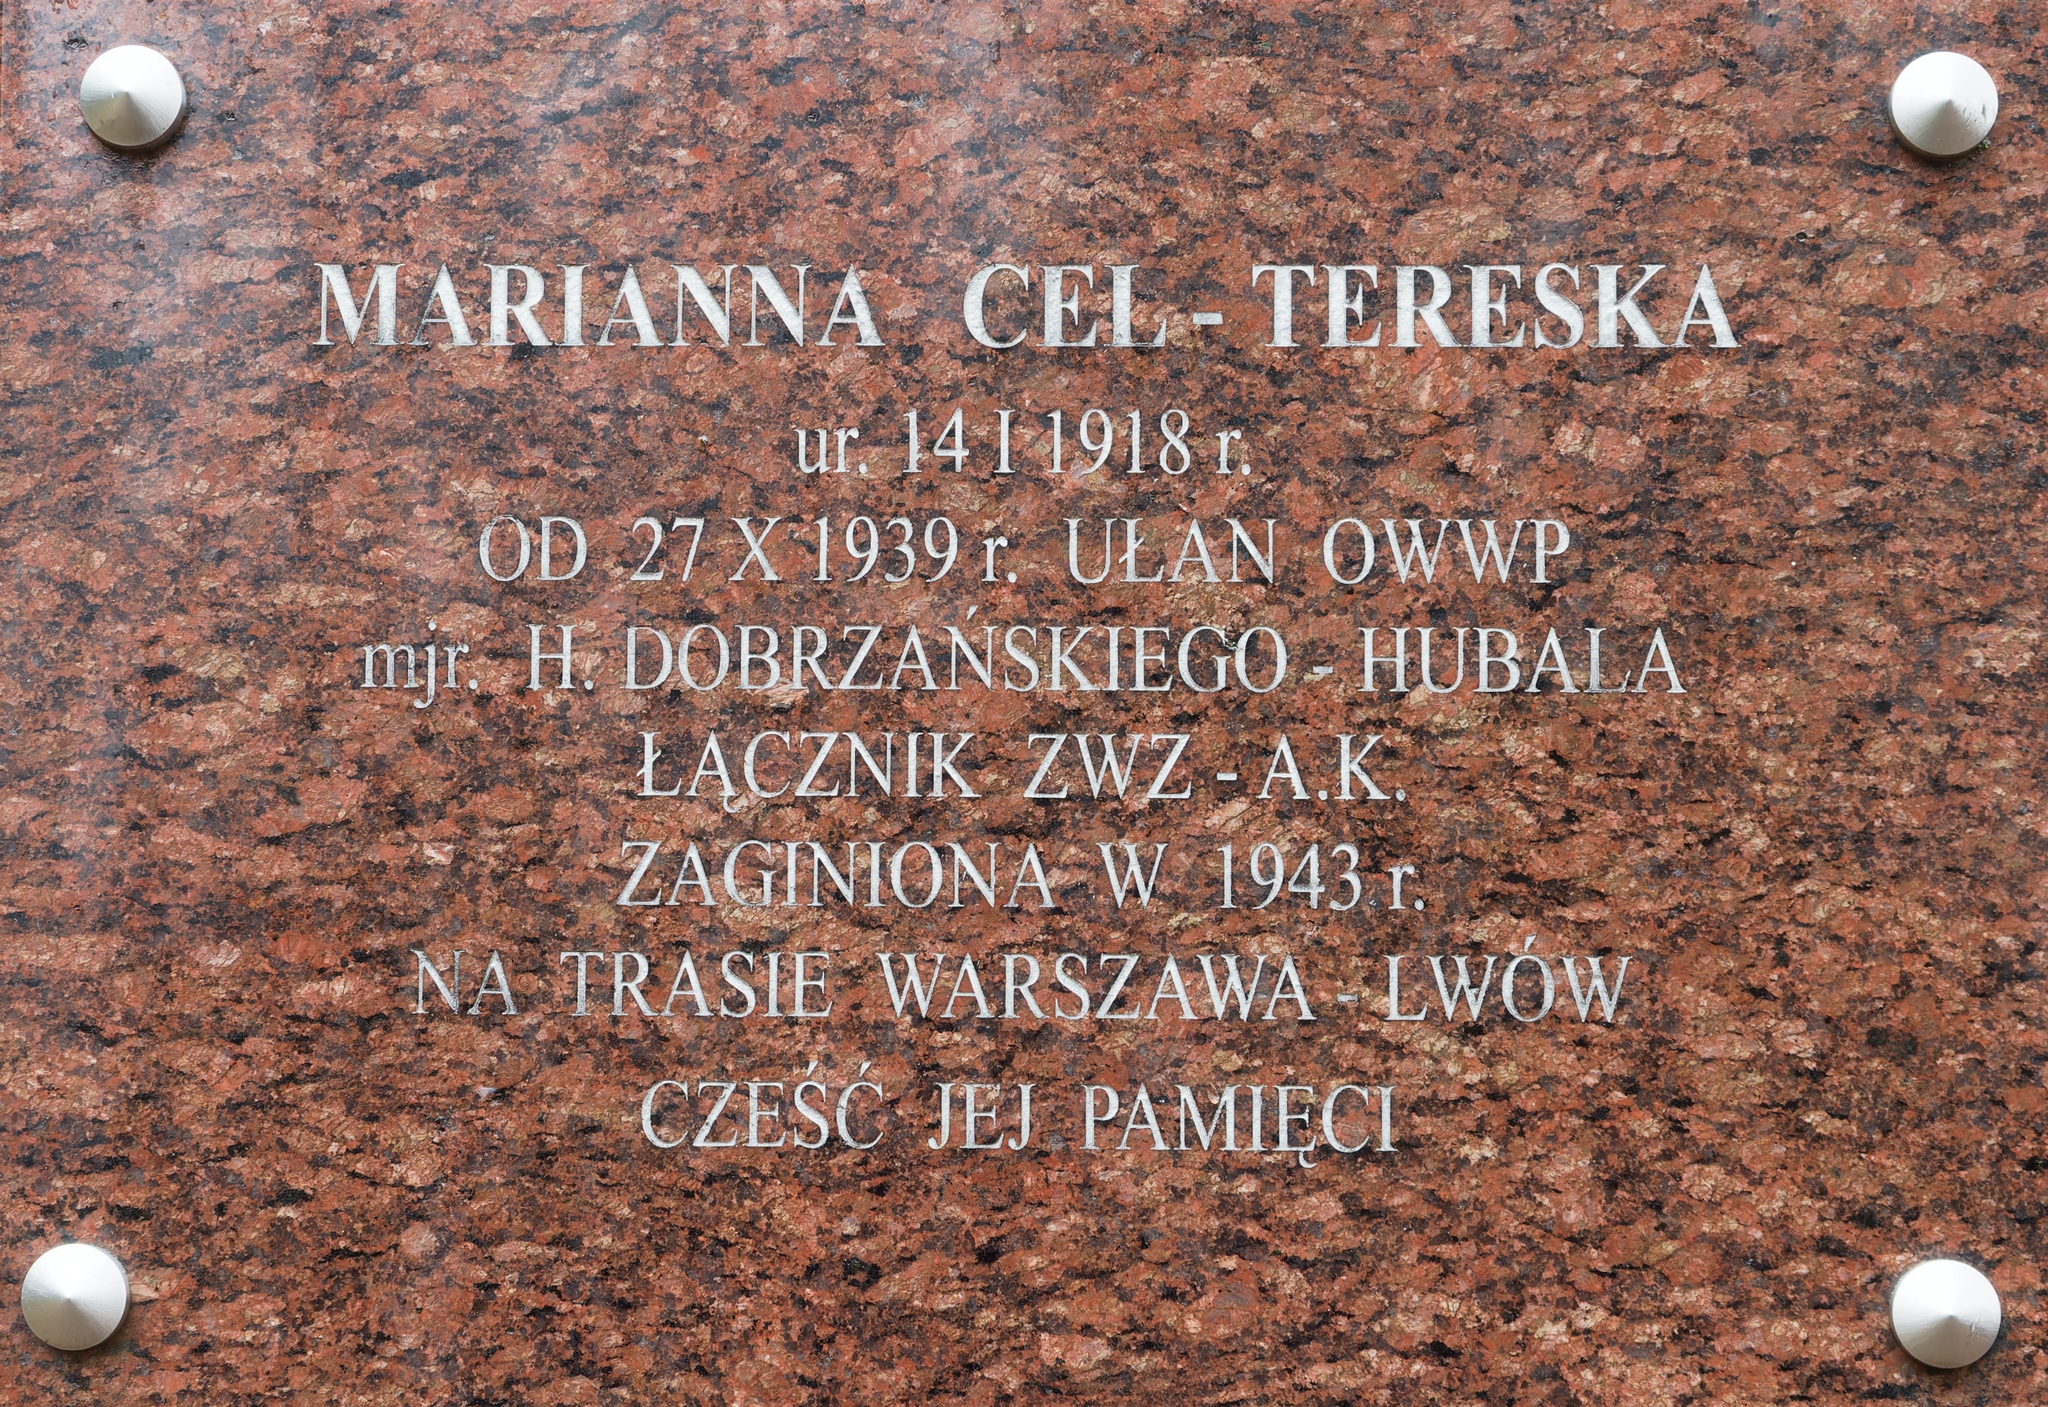 MARIANNA CEL - TERESKA
ur. 14 I 1918 r.
OD 27 X 1939 r. UŁAN OWWP
mjr. H. DOBRZAŃSKIEGO - HUBALA
ŁĄCZNIK ZWZ - A.K.
ZAGINIONA W 1943 r.
NA TRASIE WARSZAWA - LWÓW
CZEŚĆ JEJ PAMIĘCI